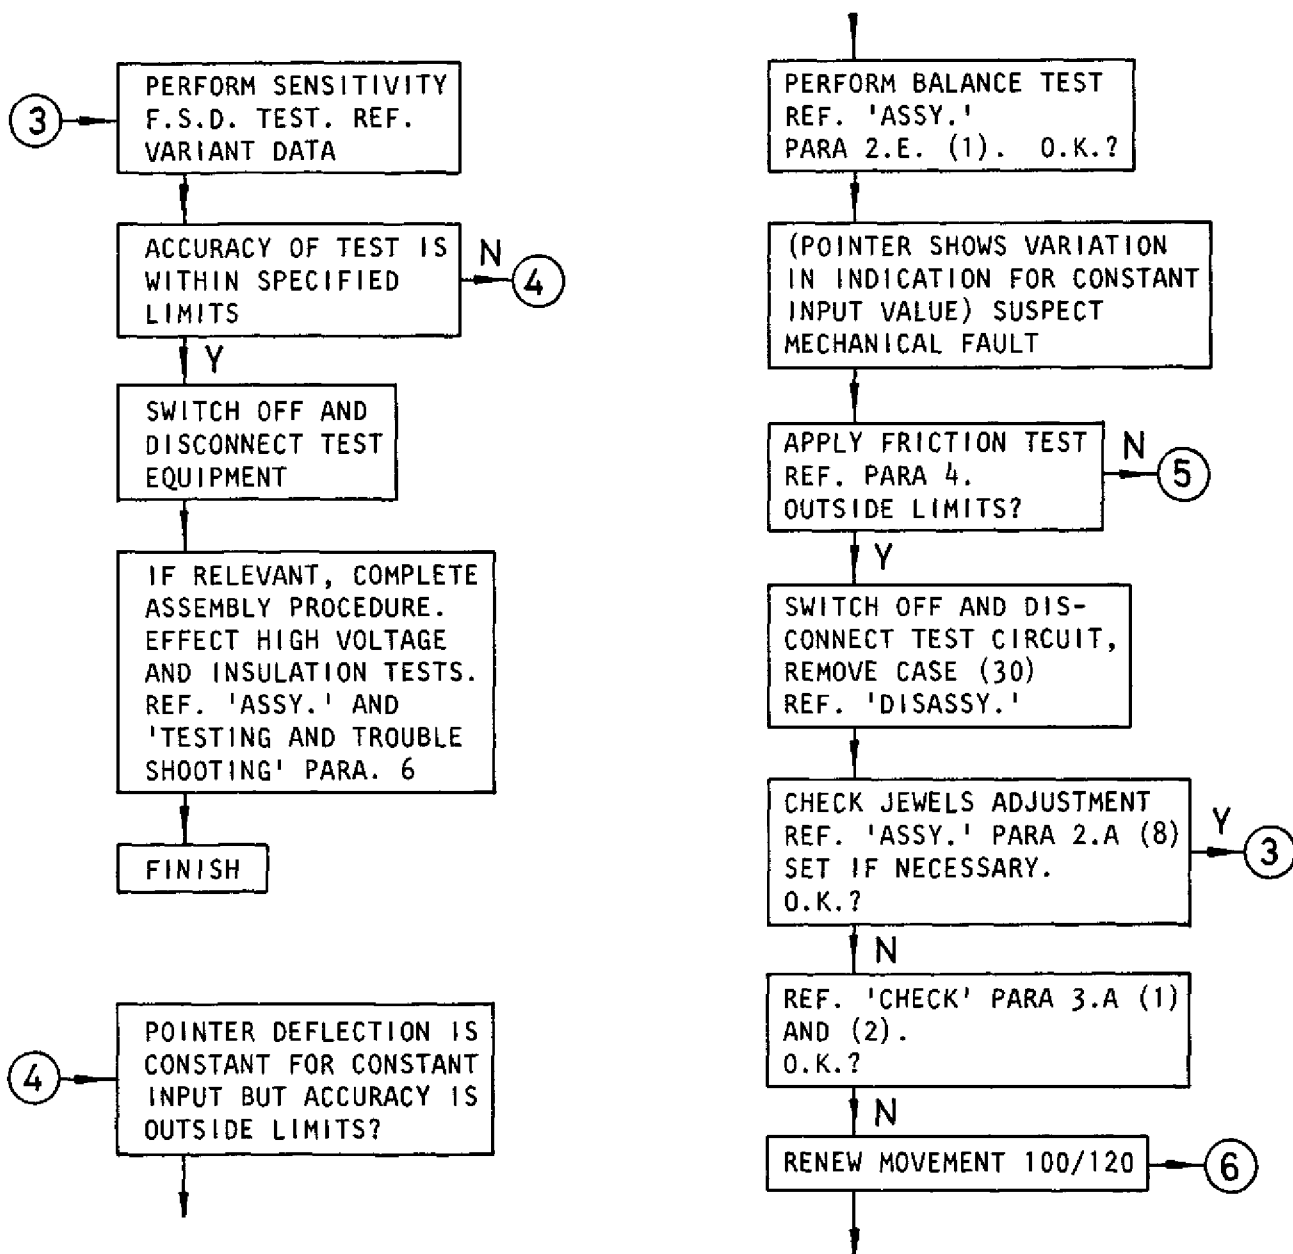 3
PERFORM SENSITIVITY
F.S.D. TEST. REF.
VARIANT DATA
ACCURACY OF TEST IS
WITHIN SPECIFIED
LIMITS
N
4
Y
SWITCH OFF AND
DISCONNECT TEST
EQUIPMENT
IF RELEVANT, COMPLETE
ASSEMBLY PROCEDURE.
EFFECT HIGH VOLTAGE
AND INSULATION TESTS.
REF. 'ASSY.' AND
'TESTING AND TROUBLE
SHOOTING' PARA. 6
FINISH
4
POINTER DEFLECTION IS
CONSTANT FOR CONSTANT
INPUT BUT ACCURACY IS
OUTSIDE LIMITS?
PERFORM BALANCE TEST
REF. 'ASSY.'
PARA 2.E. (1). O.K.?
(POINTER SHOWS VARIATION
IN INDICATION FOR CONSTANT
INPUT VALUE) SUSPECT
MECHANICAL FAULT
APPLY FRICTION TEST
REF. PARA 4.
OUTSIDE LIMITS?
N
5
Y
SWITCH OFF AND DIS-
CONNECT TEST CIRCUIT,
REMOVE CASE (30)
REF. 'DISASSY.'
CHECK JEWELS ADJUSTMENT
REF. 'ASSY.' PARA 2.A (8)
SET IF NECESSARY.
O.K.?
Y
3
N
REF. 'CHECK' PARA 3.A (1)
AND (2).
O.K.?
N
RENEW MOVEMENT 100/120
6